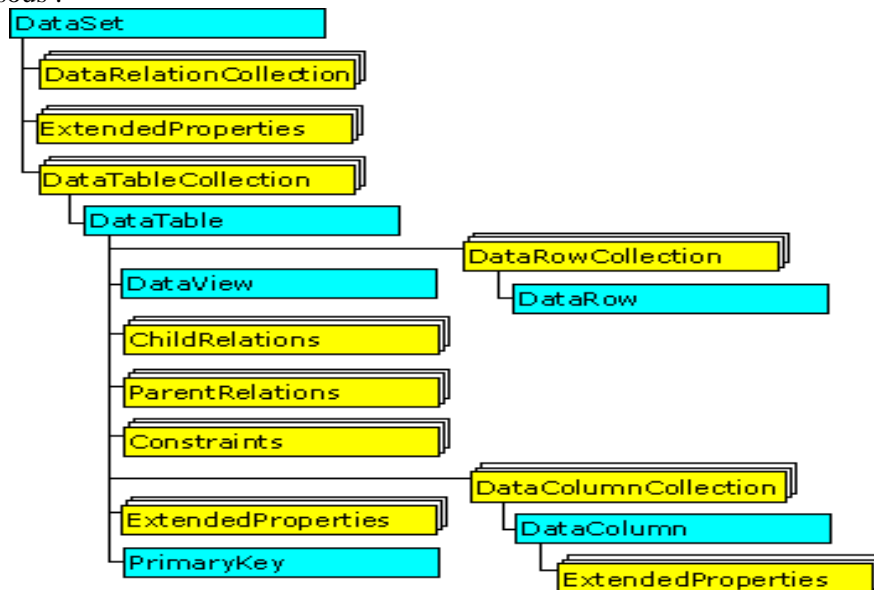 DataSet
DataRelationCollection
ExtendedProperties
DataTableCollection
DataTable
DataRowCollection
DataView
DataRow
ChildRelations
ParentRelations
Constraints
DataColumnCollection
ExtendedProperties
DataColumn
PrimaryKey
ExtendedProperties